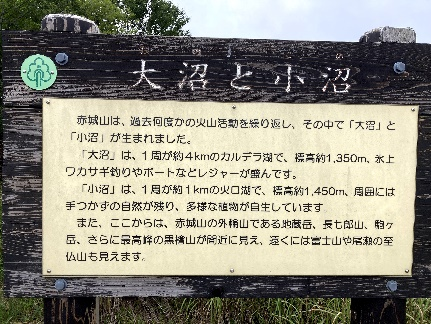 大沼と小沼
赤城山は、過去何度かの火山活動を繰り返し、その中で「大沼」と
「小沼」が生まれました。
「大沼」は、1周が約4kmのカルデラ湖で、標高約1,350m、氷上
ワカサギ釣りやボートなどレジャーが盛んです。
「小沼」は、1周が約1kmの火口湖で、標高約1,450m、周囲には
手つかずの自然が残り、多様な植物が自生しています
また、ここからは、赤城山の外輪山である地蔵岳、長七郎山、駒ヶ
岳、さらに最高峰の黒檜山が間近に見え、遠くには富士山や尾瀬の至
仏山も見えます。